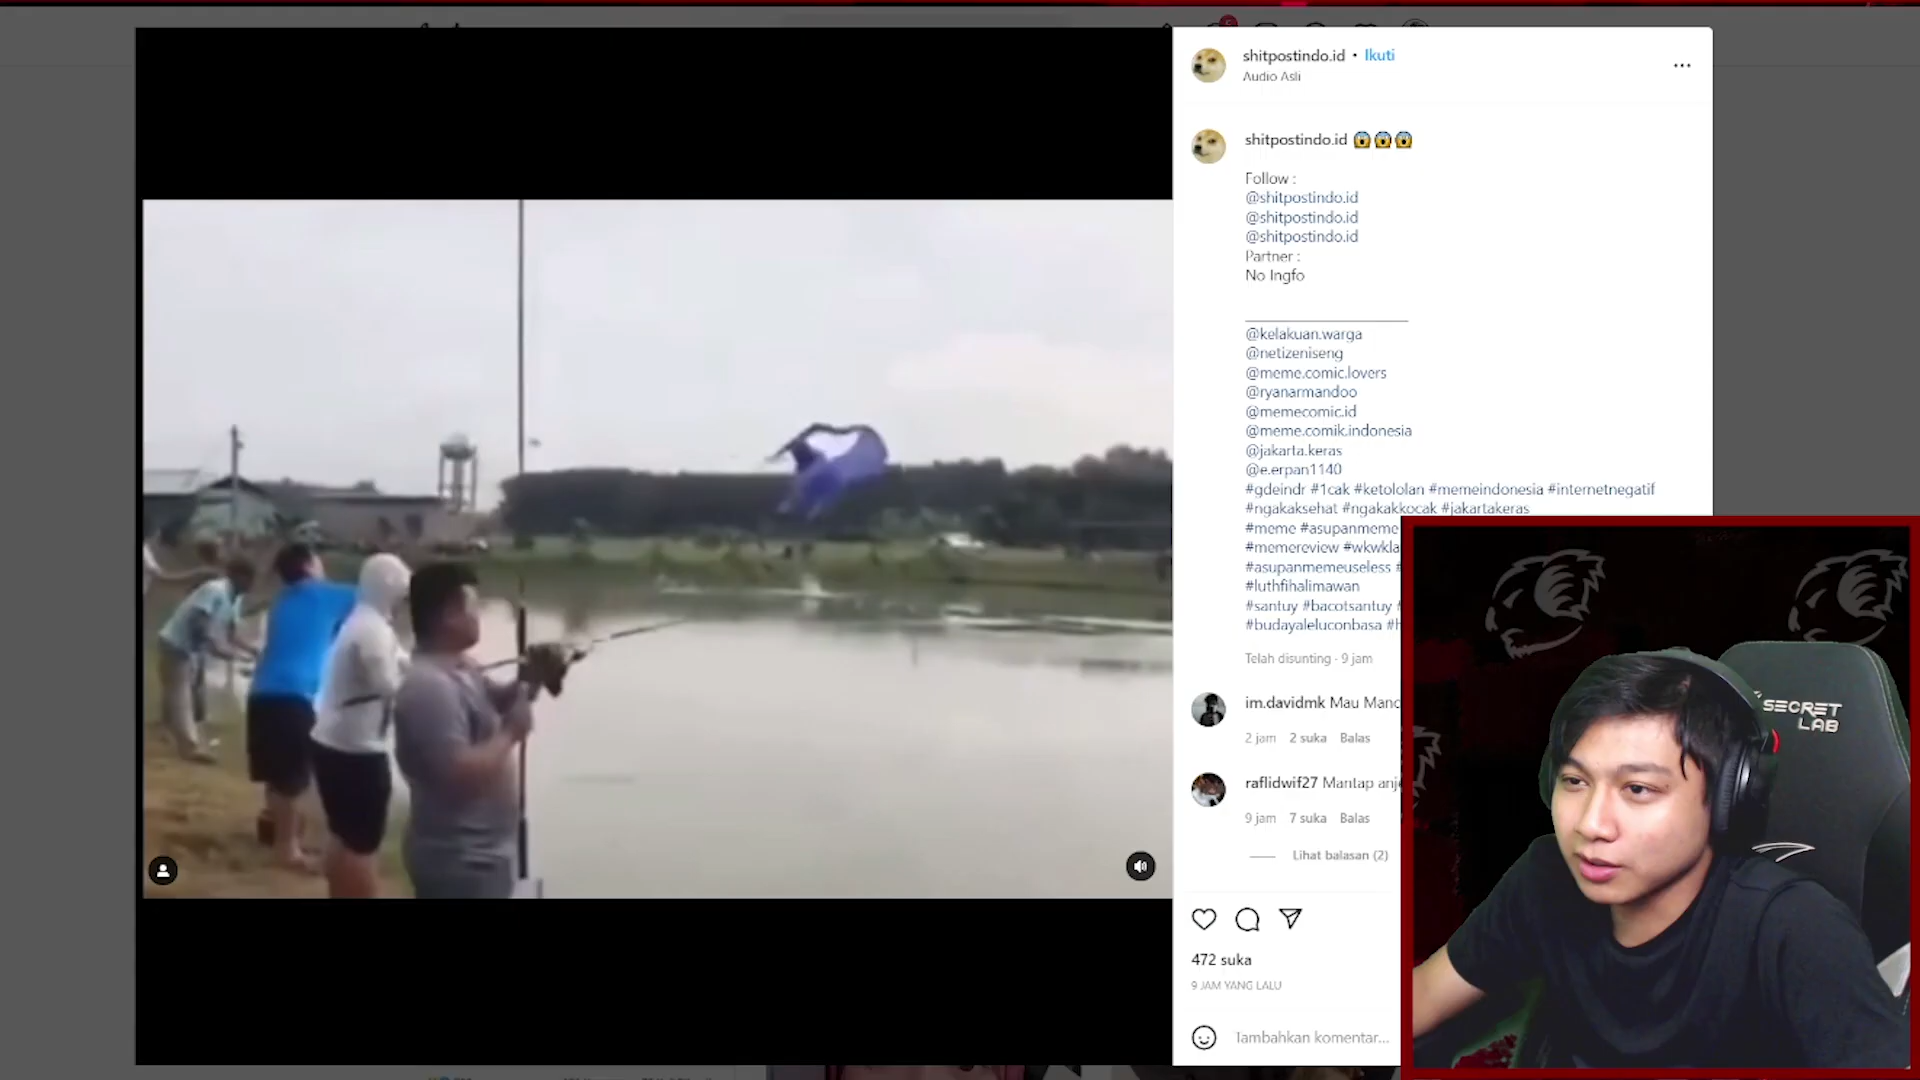 shitpostindo.id • Ikuti
Audio Asli
shitpostindo.id 😱😱😱
Follow :
@shitpostindo.id
@shitpostindo.id
@shitpostindo.id
Partner :
No Ingfo
@kelakuan.warga
@netizeniseng
@meme.comic.lovers
@ryanarmandoo
@memecomic.id
@meme.comik.indonesia
@jakarta.keras
@e.erpan1140
#gdeindr #1cak #ketololan #memeindonesia #internetnegatif
#ngakaksehat #ngakakkocak #jakartakeras
#meme #asupanmeme
#memereview #wkwkla
#asupanmemeuseless #
#luthfihalimawan
#santuy #bacotsantuy
#budayaleluconbasa #h
Telah disunting · 9 jam
im.davidmk Mau Manc
2 jam 2 suka Balas
raflidwif27 Mantap anj
9 jam 7 suka Balas
Lihat balasan (2)
472 suka
9 JAM YANG LALU
Tambahkan komentar...
SECRET
LAB